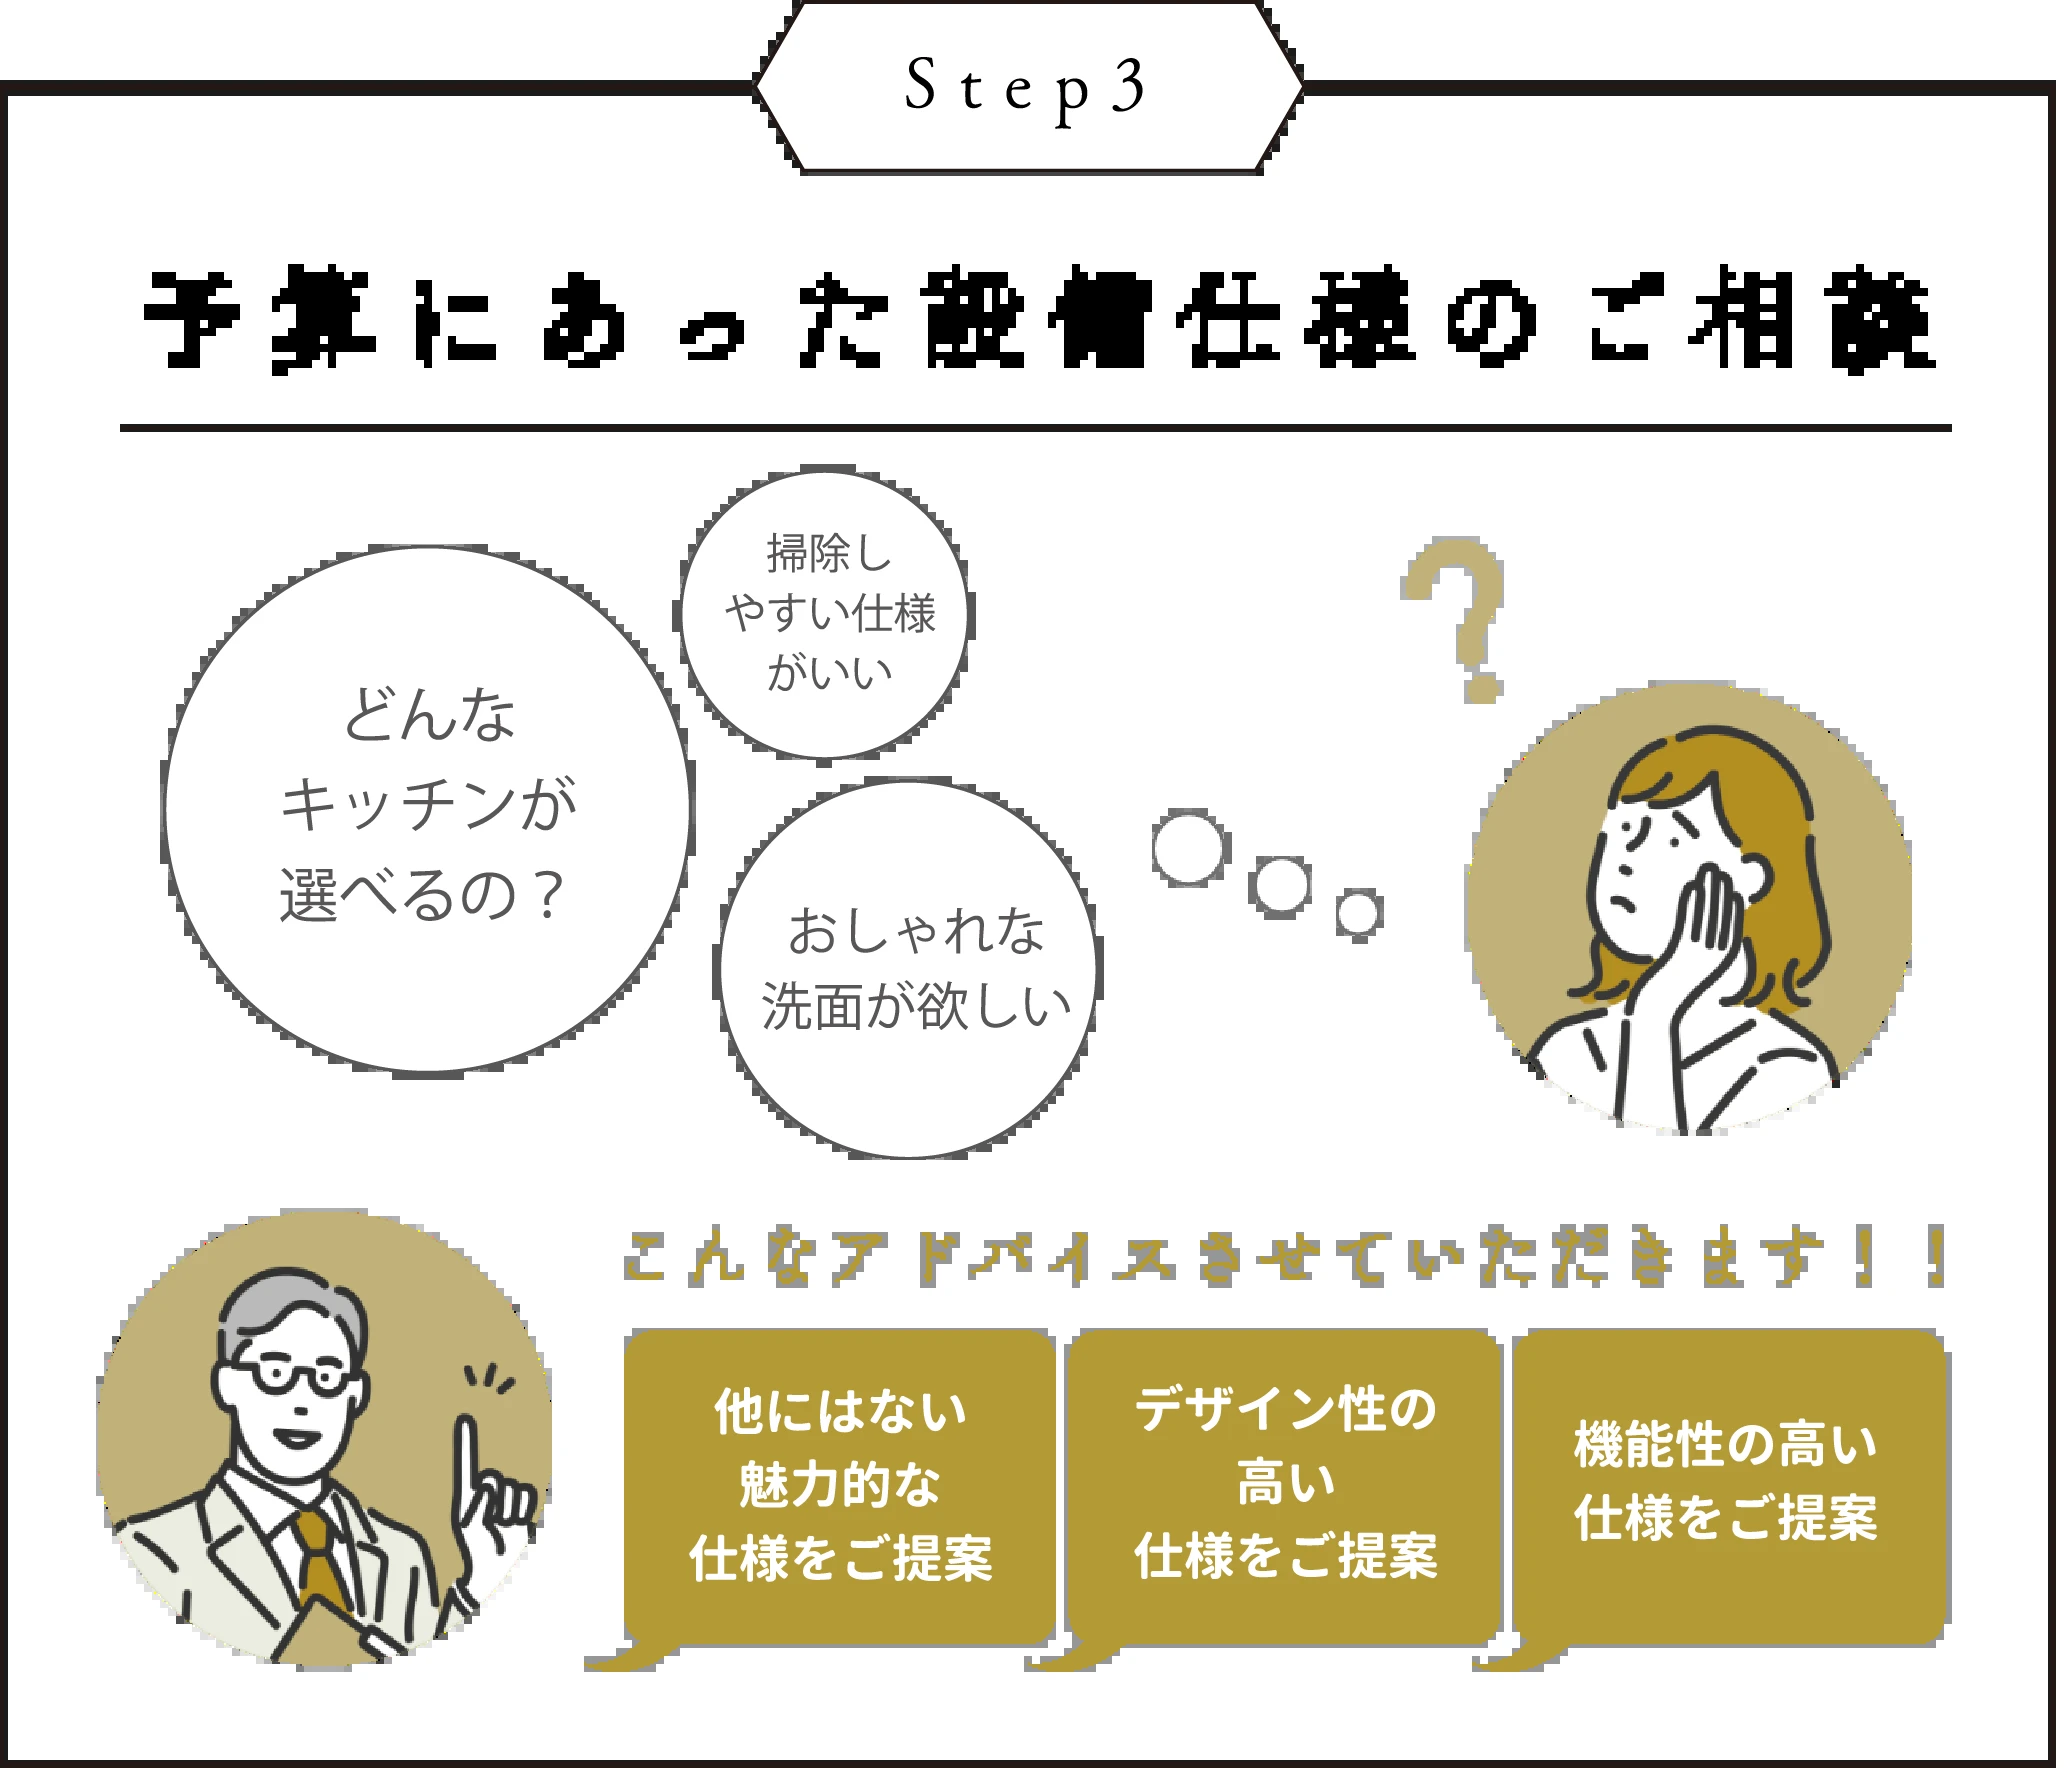 Step3
予算にあった設備仕様のご相談
掃除し
やすい仕様
がいい
どんな
キッチンが
選べるの？
おしゃれな
洗面が欲しい
?
こんなアドバイスさせていただきます！！
他にはない
魅力的な
仕様をご提案
デザイン性の
高い
仕様をご提案
機能性の高い
仕様をご提案